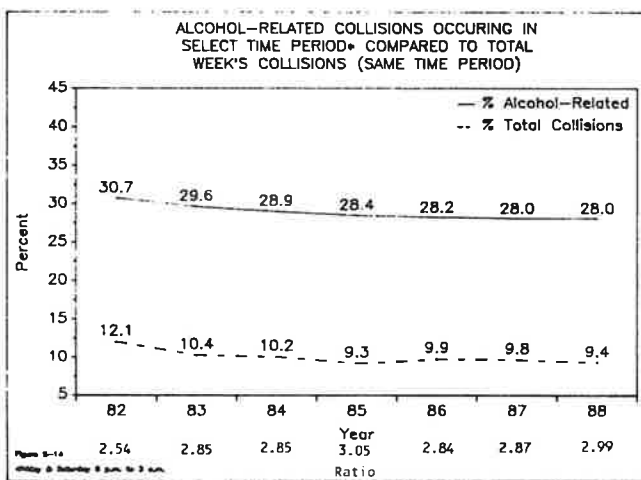 ALCOHOL-RELATED COLLISIONS OCCURING IN
SELECT TIME PERIOD* COMPARED TO TOTAL
WEEK'S COLLISIONS (SAME TIME PERIOD)
45
— % Alcohol-Related
-- % Total Collisions
40
35
30.7 29.6 28.9 28.4 28.2 28.0 28.0
30
25
Percent
20
15
12.1 10.4 10.2 9.3 9.9 9.8 9.4
10
5
82 83 84 85 86 87 88
Year
2.54 2.85 2.85 3.05 2.84 2.87 2.99
Ratio
Figure
Saturday p.m. to 3 a.m.